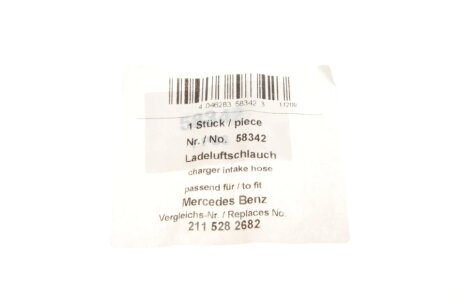 4 046283 58342 3
1 Stück / piece
Nr. / No. 58342
Ladeluftschlauch
charger intake hose
passend für / to fit
Mercedes Benz
Vergleichs-Nr. / Replaces No.
211 528 2682